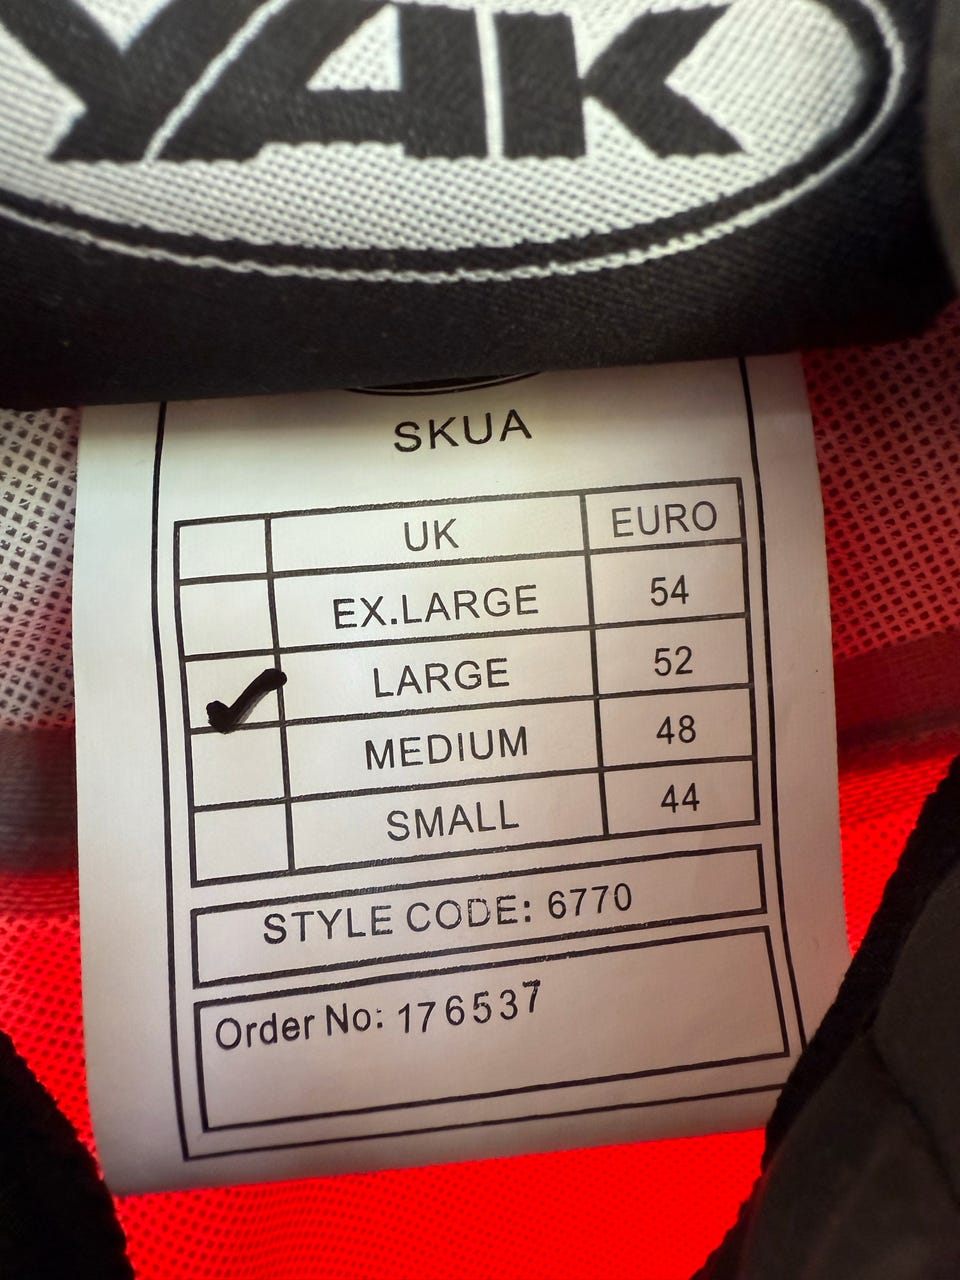 YAK
SKUA
UK EURO
EX.LARGE 54
✓ LARGE 52
MEDIUM 48
SMALL 44
STYLE CODE: 6770
Order No: 176537